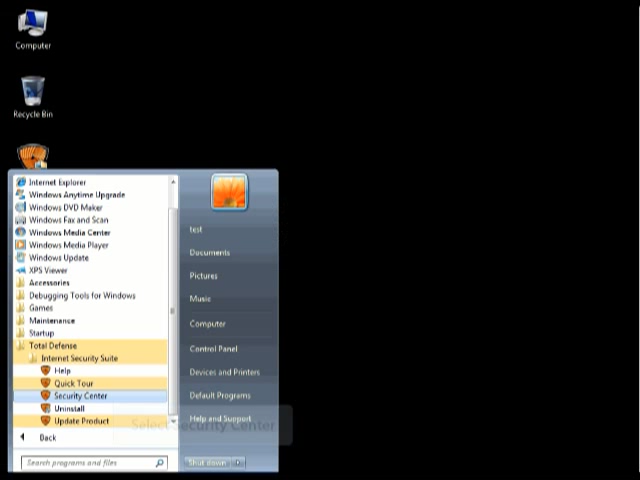 Computer
Recycle Bin
Internet Explorer
Windows Anytime Upgrade
Windows DVD Maker
Windows Fax and Scan
Windows Media Center
Windows Media Player
Windows Update
XPS Viewer
Accessories
Debugging Tools for Windows
Games
Maintenance
Startup
Total Defense
Internet Security Suite
Help
Quick Tour
Security Center
Uninstall
Update Product
Back
Search programs and files
test
Documents
Pictures
Music
Computer
Control Panel
Devices and Printers
Default Programs
Help and Support
Select Security Center
Shut down